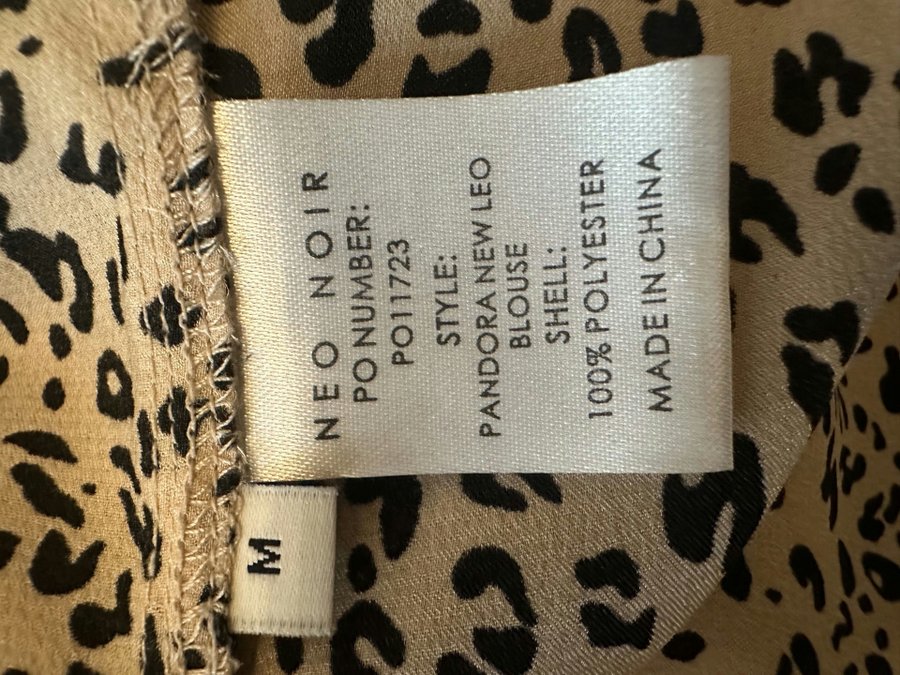 NEO NOIR
PO NUMBER:
PO11723
STYLE:
PANDORA NEW LEO
BLOUSE
SHELL:
100% POLYESTER
MADE IN CHINA
M